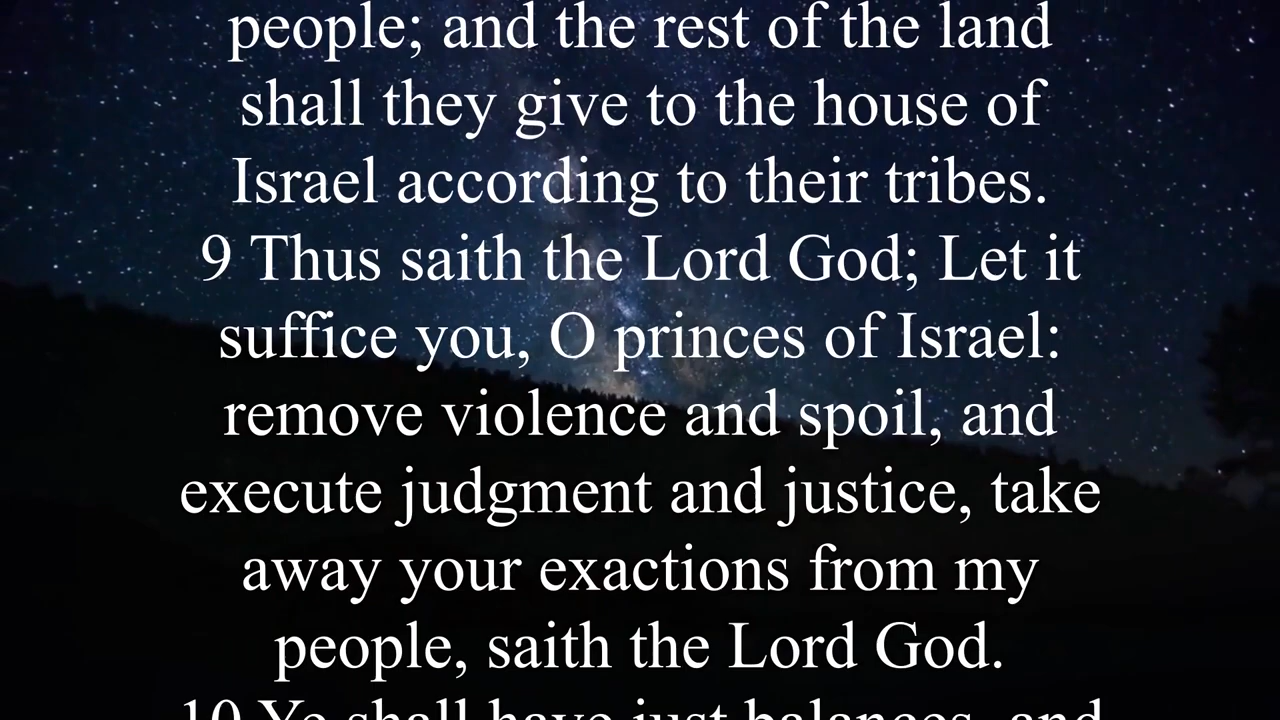 people; and the rest of the land
shall they give to the house of
Israel according to their tribes.
9 Thus saith the Lord God; Let it
suffice you, O princes of Israel:
remove violence and spoil, and
execute judgment and justice, take
away your exactions from my
people, saith the Lord God.
10 Ye shall have just balances, and